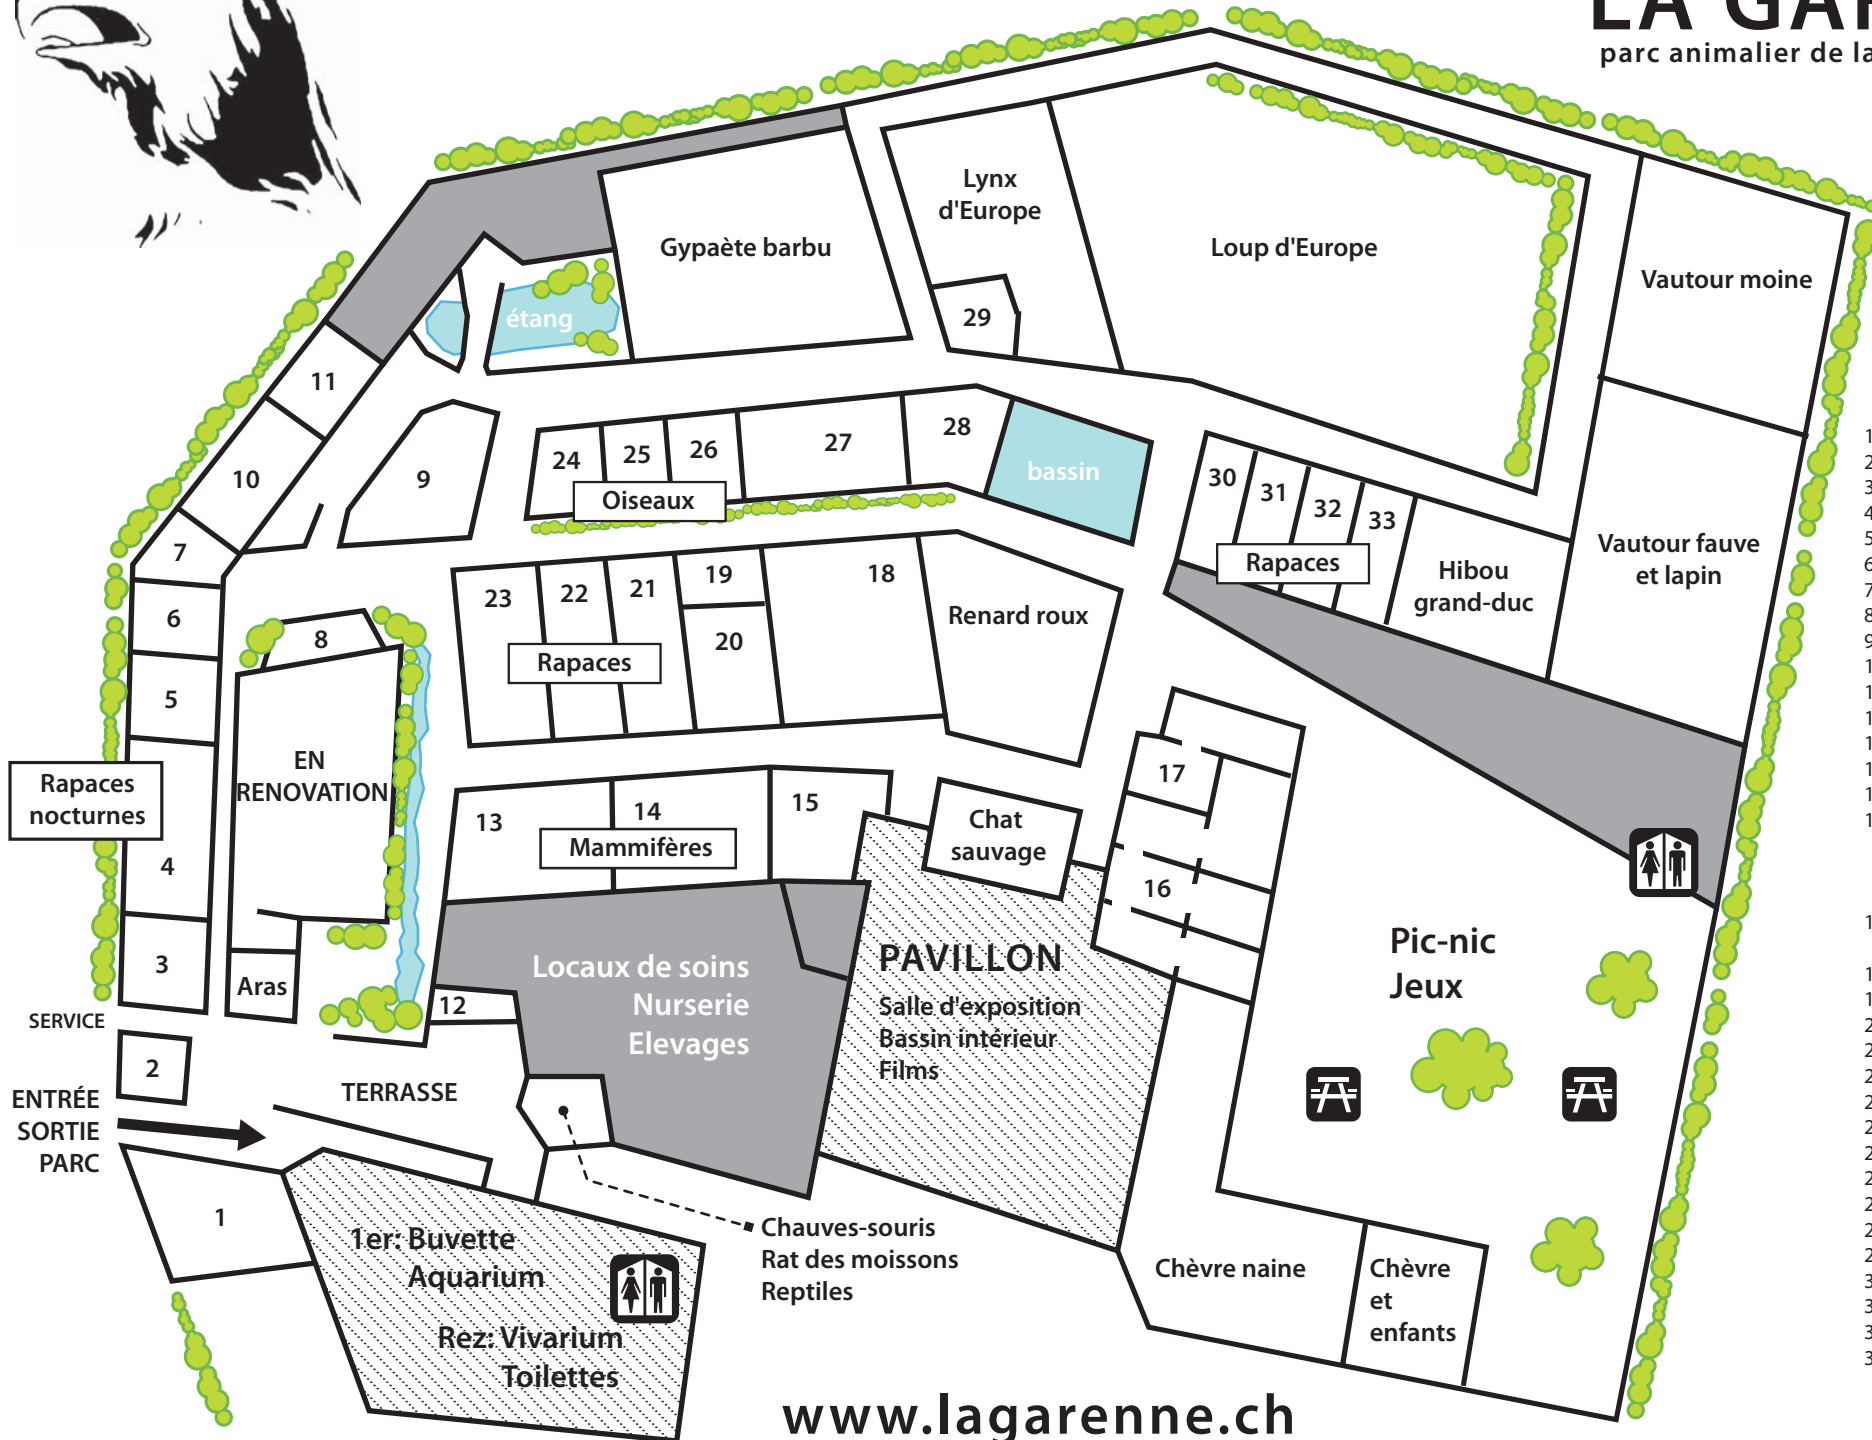 LA GAR
parc animalier de la
Lynx
d'Europe
Gypaète barbu
Loup d'Europe
Vautour moine
étang
29
11
28
27
26
25
24
Oiseaux
bassin
10
9
30
31
32
33
Rapaces
Hibou
grand-duc
Vautour fauve
et lapin
7
6
5
4
3
Rapaces
nocturnes
8
EN
RENOVATION
Aras
23
22
21
19
20
18
Rapaces
Renard roux
13
14
15
Mammifères
Chat
sauvage
17
16
Locaux de soins
Nurserie
Elevages
12
PAVILLON
Salle d'exposition
Bassin intérieur
Films
Pic-nic
Jeux
SERVICE
2
ENTRÉE
SORTIE
PARC
TERRASSE
1
1er: Buvette
Aquarium
Rez: Vivarium
Toilettes
Chauves-souris
Rat des moissons
Reptiles
Chèvre naine
Chèvre
et
enfants
www.lagarenne.ch